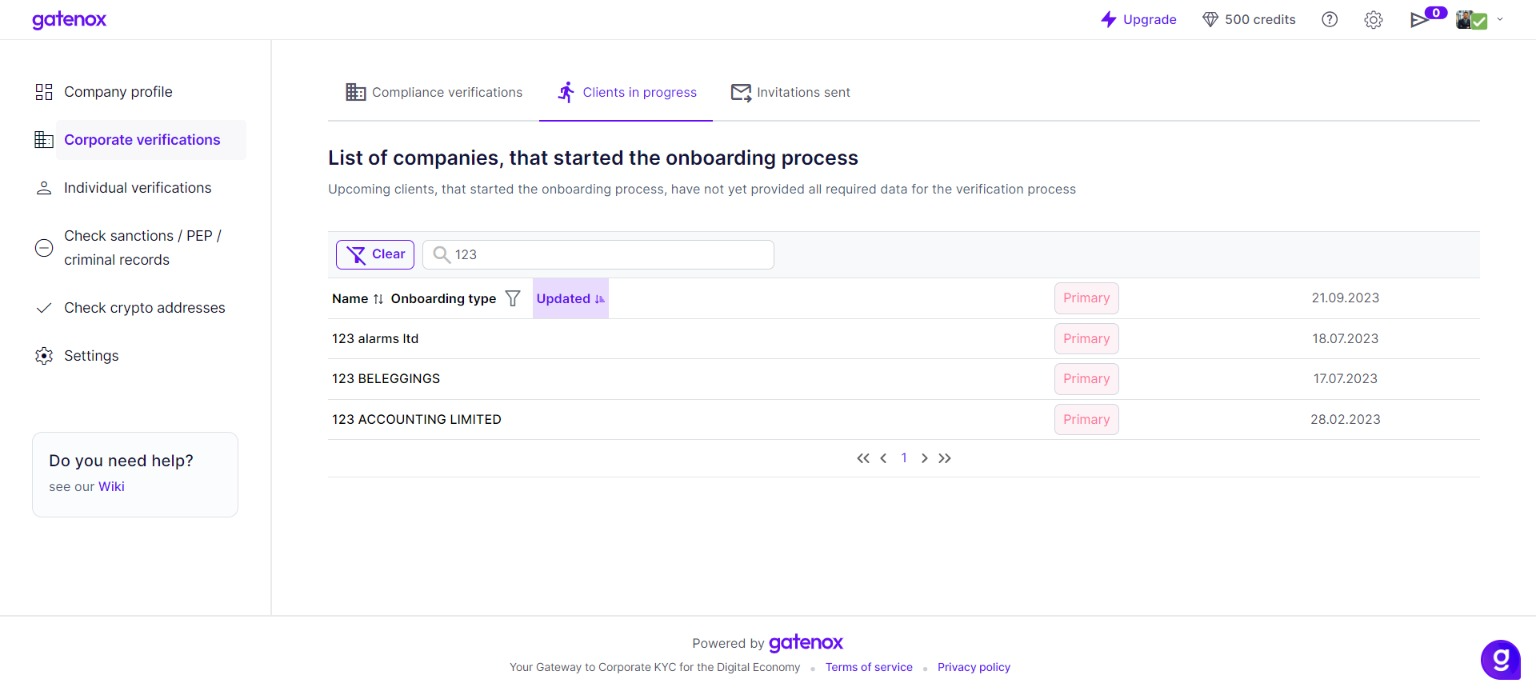 gatenox
Upgrade
500 credits
0
Company profile
Corporate verifications
Individual verifications
Check sanctions / PEP /
criminal records
Check crypto addresses
Settings
Do you need help?
see our Wiki
Compliance verifications
Clients in progress
Invitations sent
List of companies, that started the onboarding process
Upcoming clients, that started the onboarding process, have not yet provided all required data for the verification process
Clear
123
Name Onboarding type Updated Primary 21.09.2023
123 alarms ltd Primary 18.07.2023
123 BELEGGINGS Primary 17.07.2023
123 ACCOUNTING LIMITED Primary 28.02.2023
1
Powered by gatenox
Your Gateway to Corporate KYC for the Digital Economy Terms of service Privacy policy
g